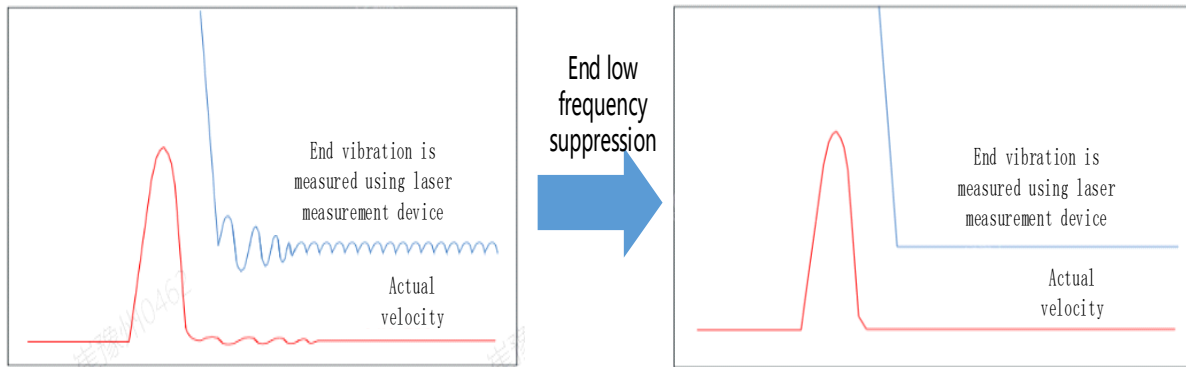 End vibration is
measured using laser
measurement device
Actual
velocity
End low
frequency
suppression
End vibration is
measured using laser
measurement device
Actual
velocity